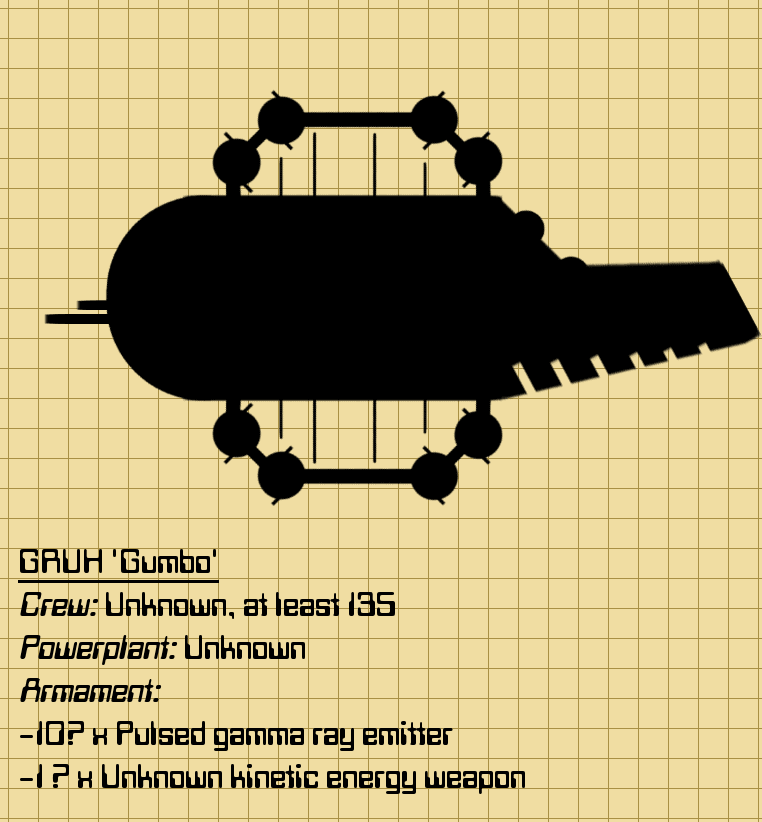 GRUH 'Gumbo'
Crew: Unknown, at least 135
Powerplant: Unknown
Armament:
-10? x Pulsed gamma ray emitter
-1 ? x Unknown kinetic energy weapon